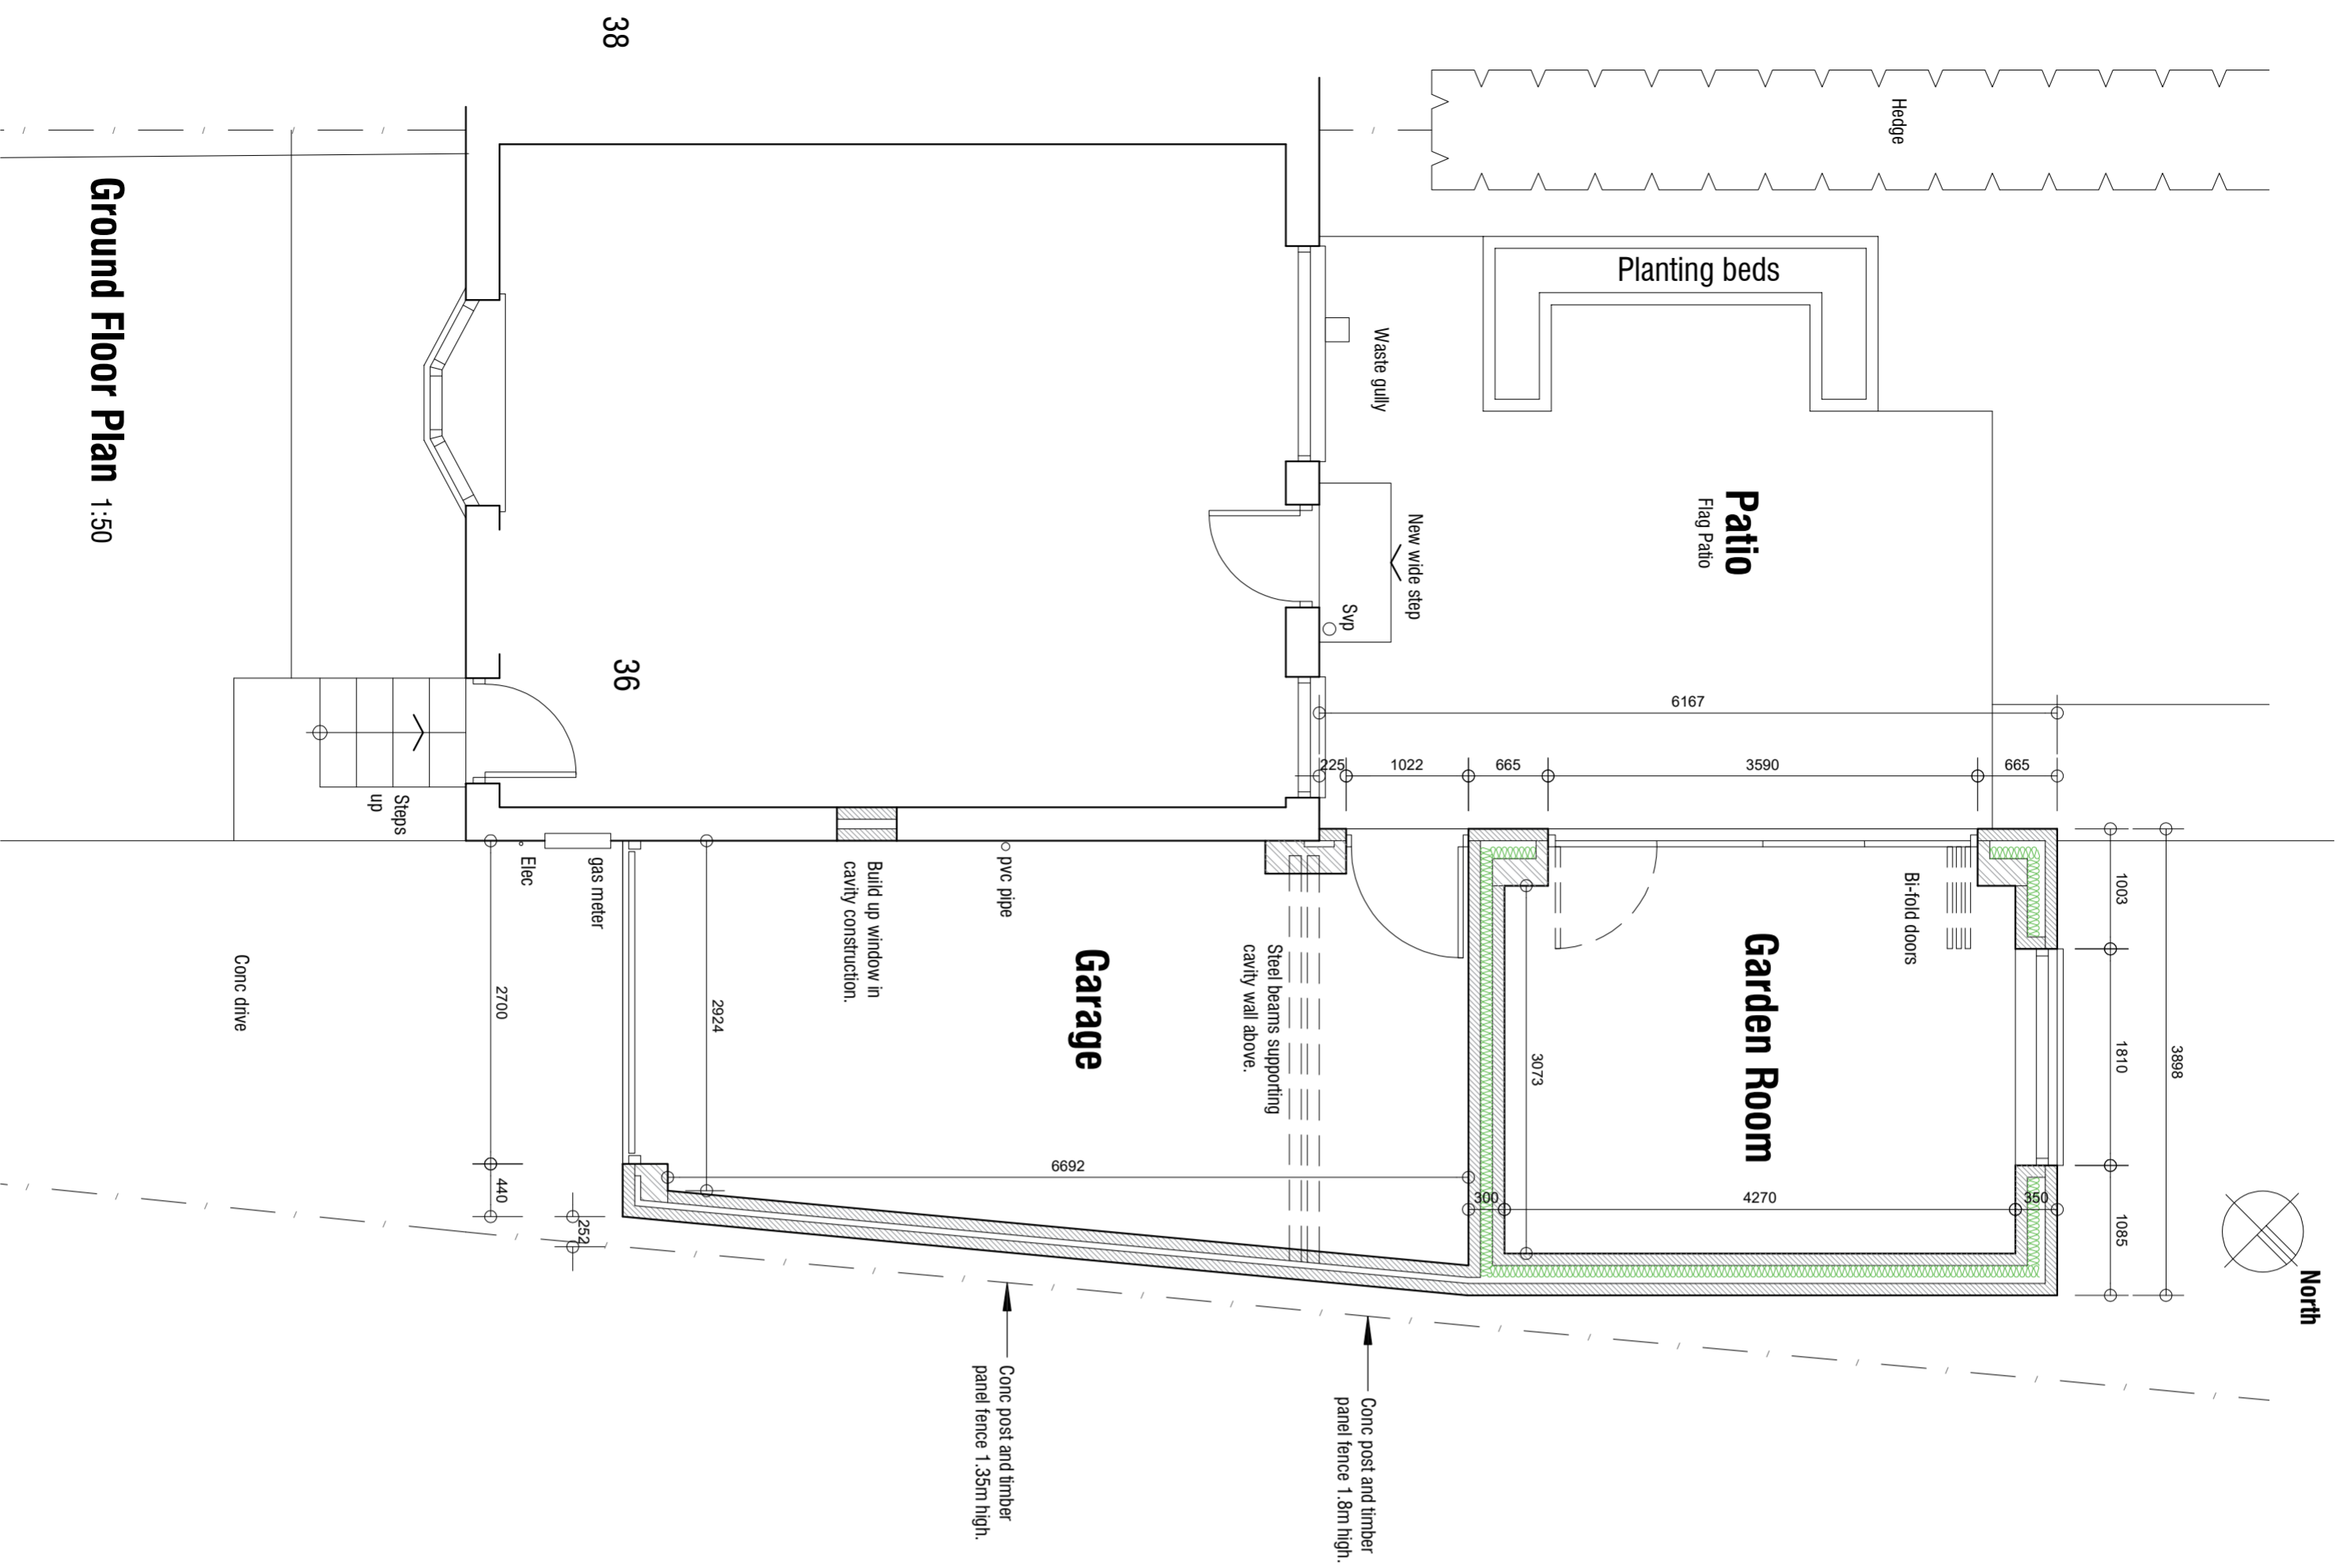 38
Hedge
Planting beds
Ground Floor Plan 1:50
Waste gully
New wide step
Svp
Patio
Flag Patio
36
6167
225
1022
665
3590
665
Steps
up
Elec
gas meter
Build up window in
cavity construction.
pvc pipe
Steel beams supporting
cavity wall above.
Garage
Garden Room
Bi-fold doors
1003
1810
1085
3898
3073
2924
2700
440
252
6692
300
4270
350
Conc drive
North
Conc post and timber
panel fence 1.35m high.
Conc post and timber
panel fence 1.8m high.